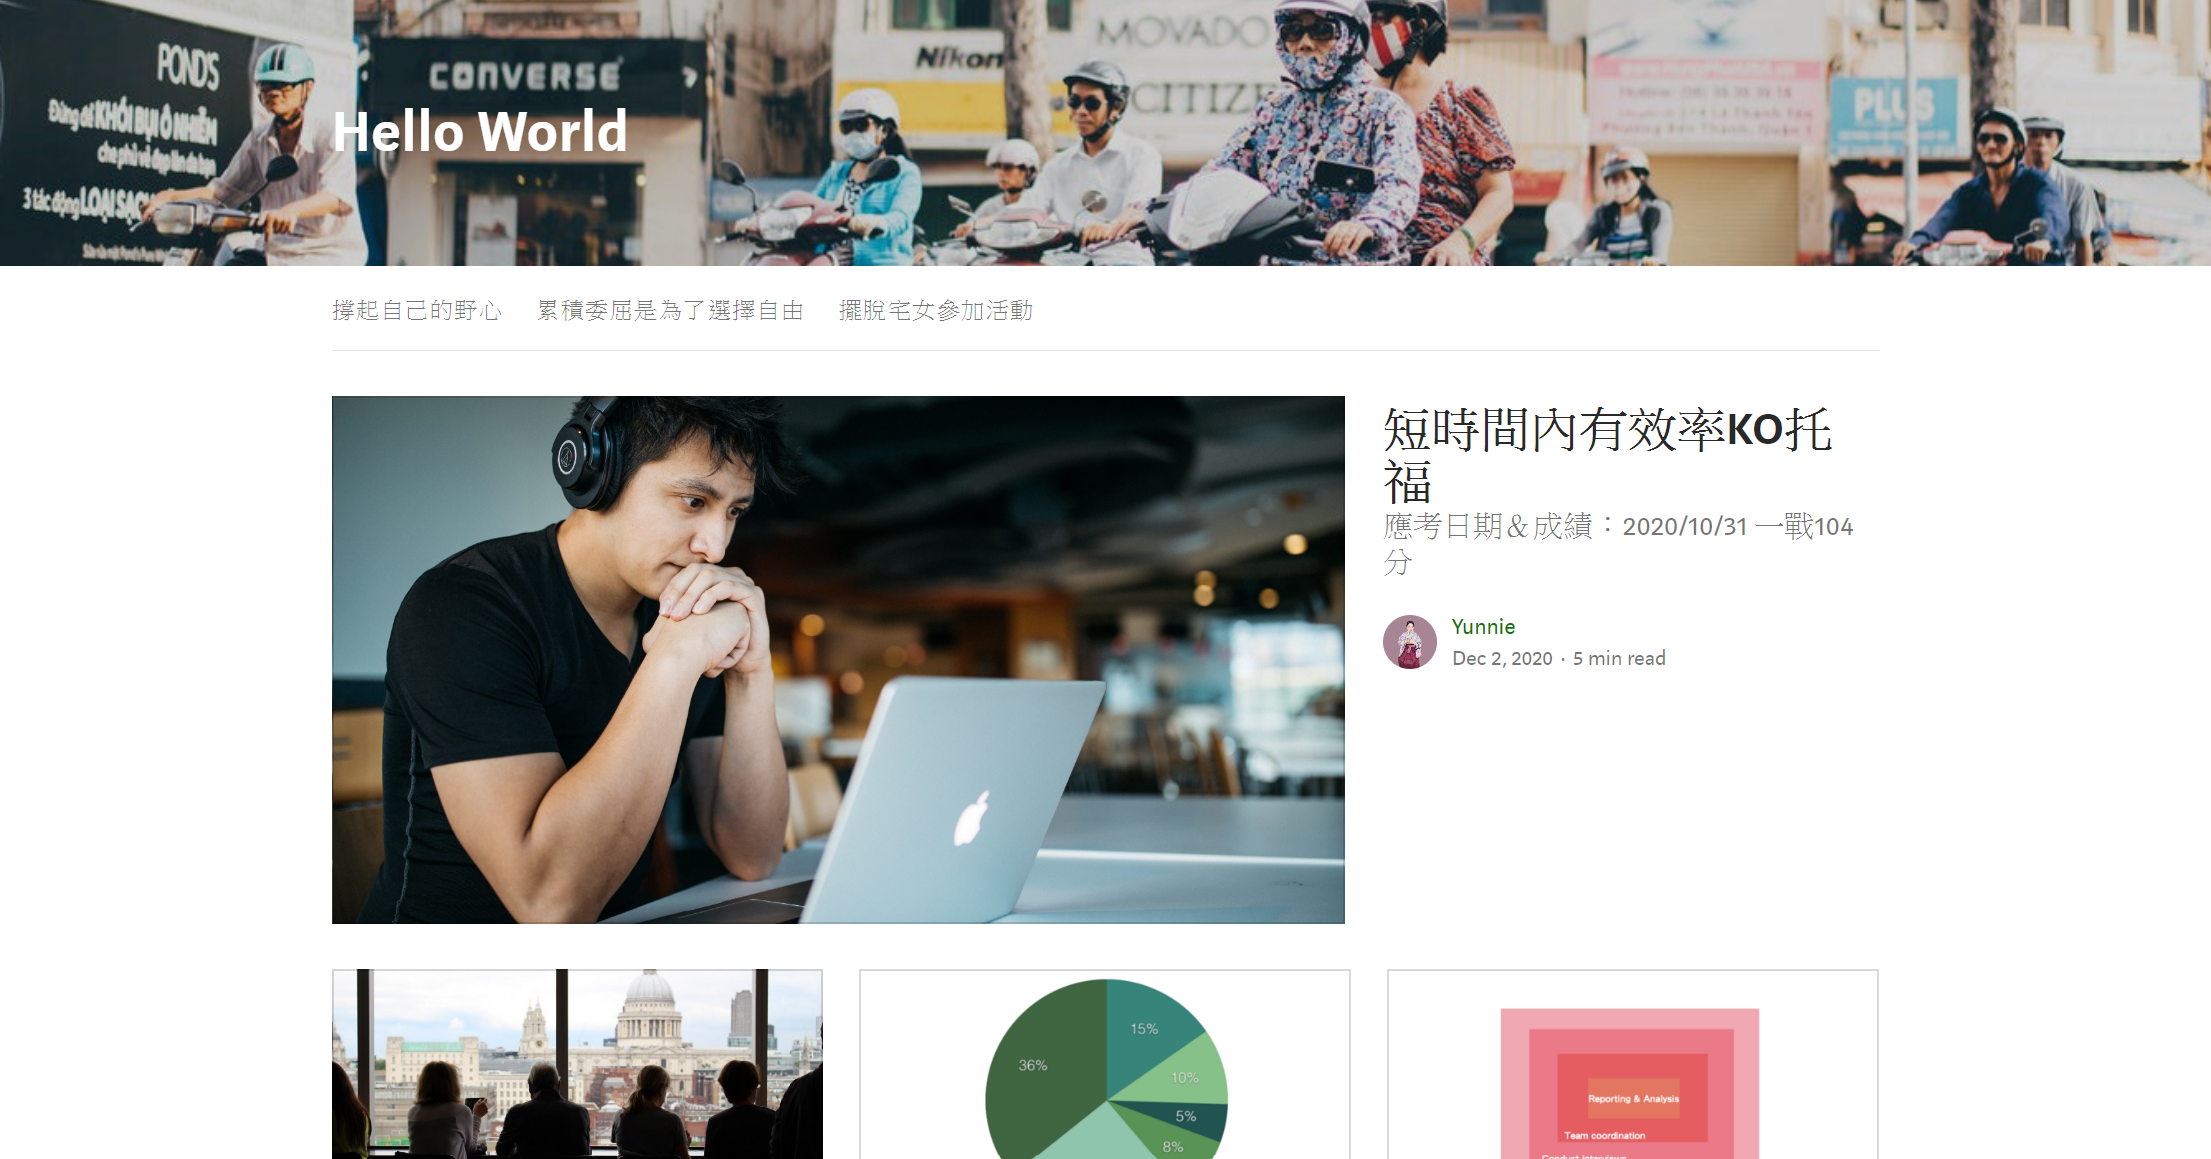 POND'S
Đừng để KHÓI BỤI Ô NHIỄM
che phủ vẻ đẹp làn da bạn
3 tác động LOẠI SẠCH
CONVERSE
Nikon
MOVADO
CITIZE
PLUS
Hello World
撐起自己的野心
累積委屈是為了選擇自由
擺脫宅女參加活動
短時間內有效率KO托
福
應考日期＆成績：2020/10/31 一戰104
分
Yunnie
Dec 2, 2020 · 5 min read
36%
15%
10%
5%
8%
Reporting & Analysis
Team coordination
Conduct interviews